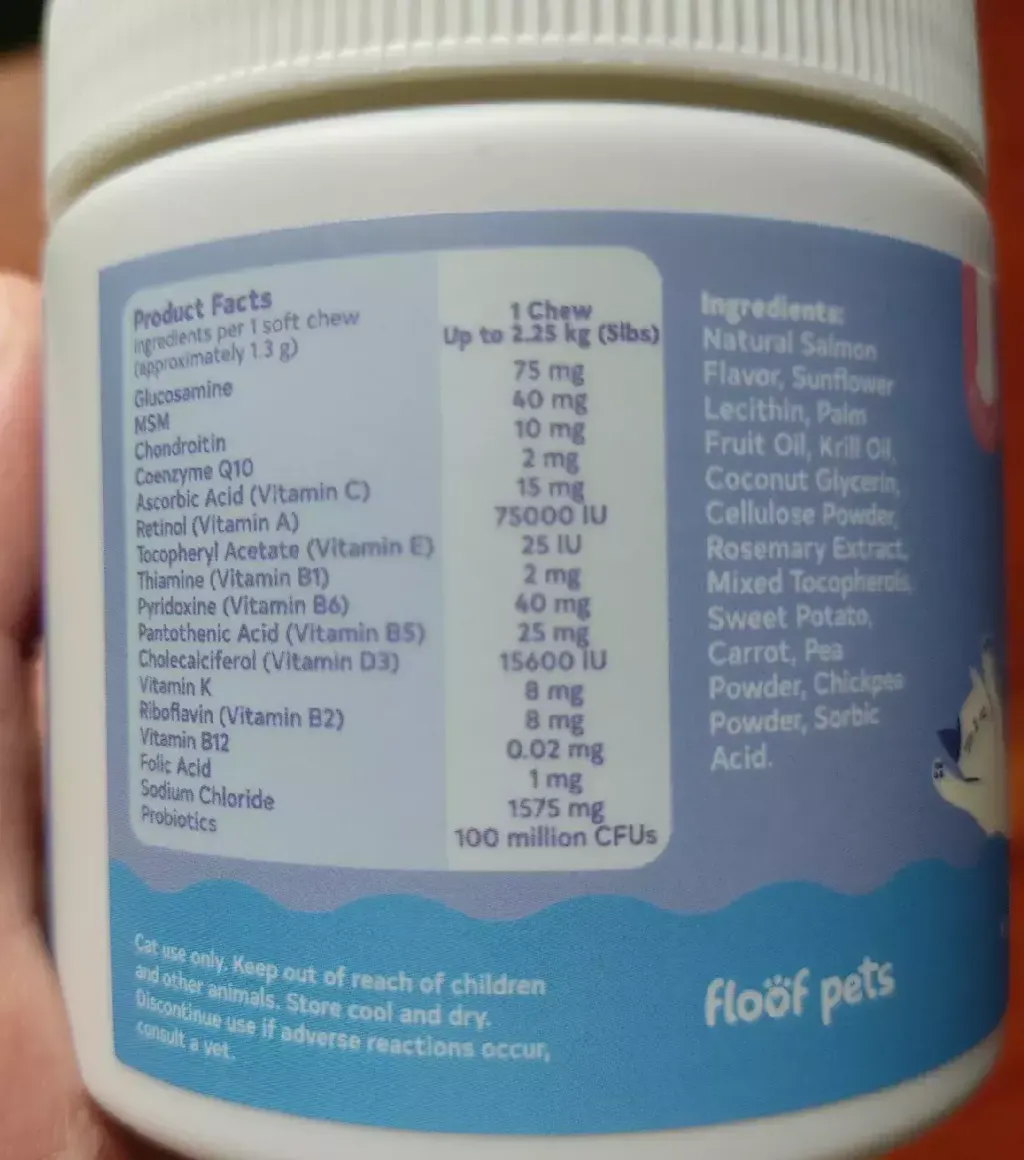 Product Facts
Ingredients per 1 soft chew
(approximately 1.3 g)
1 Chew
Up to 2.25 kg (5lbs)
Glucosamine 75 mg
MSM 40 mg
Chondroitin 10 mg
Coenzyme Q10 2 mg
Ascorbic Acid (Vitamin C) 15 mg
Retinol (Vitamin A) 75000 IU
Tocopheryl Acetate (Vitamin E) 25 IU
Thiamine (Vitamin B1) 2 mg
Pyridoxine (Vitamin B6) 40 mg
Pantothenic Acid (Vitamin B5) 25 mg
Cholecalciferol (Vitamin D3) 15600 IU
Vitamin K 8 mg
Riboflavin (Vitamin B2) 8 mg
Vitamin B12 0.02 mg
Folic Acid 1 mg
Sodium Chloride 1575 mg
Probiotics 100 million CFUs
Ingredients:
Natural Salmon
Flavor, Sunflower
Lecithin, Palm
Fruit Oil, Krill Oil,
Coconut Glycerin,
Cellulose Powder,
Rosemary Extract,
Mixed Tocopherols,
Sweet Potato,
Carrot, Pea
Powder, Chickpea
Powder, Sorbic
Acid.
Cat use only. Keep out of reach of children
and other animals. Store cool and dry.
Discontinue use if adverse reactions occur,
consult a vet.
floof pets